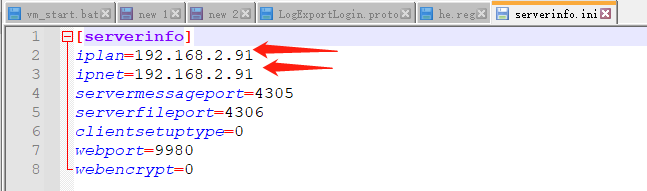 vm_start.bat new 1 new 2 LogExportLogin.proto he.reg serverinfo.ini
1 [serverinfo]
2 iplan=192.168.2.91
3 ipnet=192.168.2.91
4 servermessageport=4305
5 serverfileport=4306
6 clientsetuptype=0
7 webport=9980
8 webencrypt=0